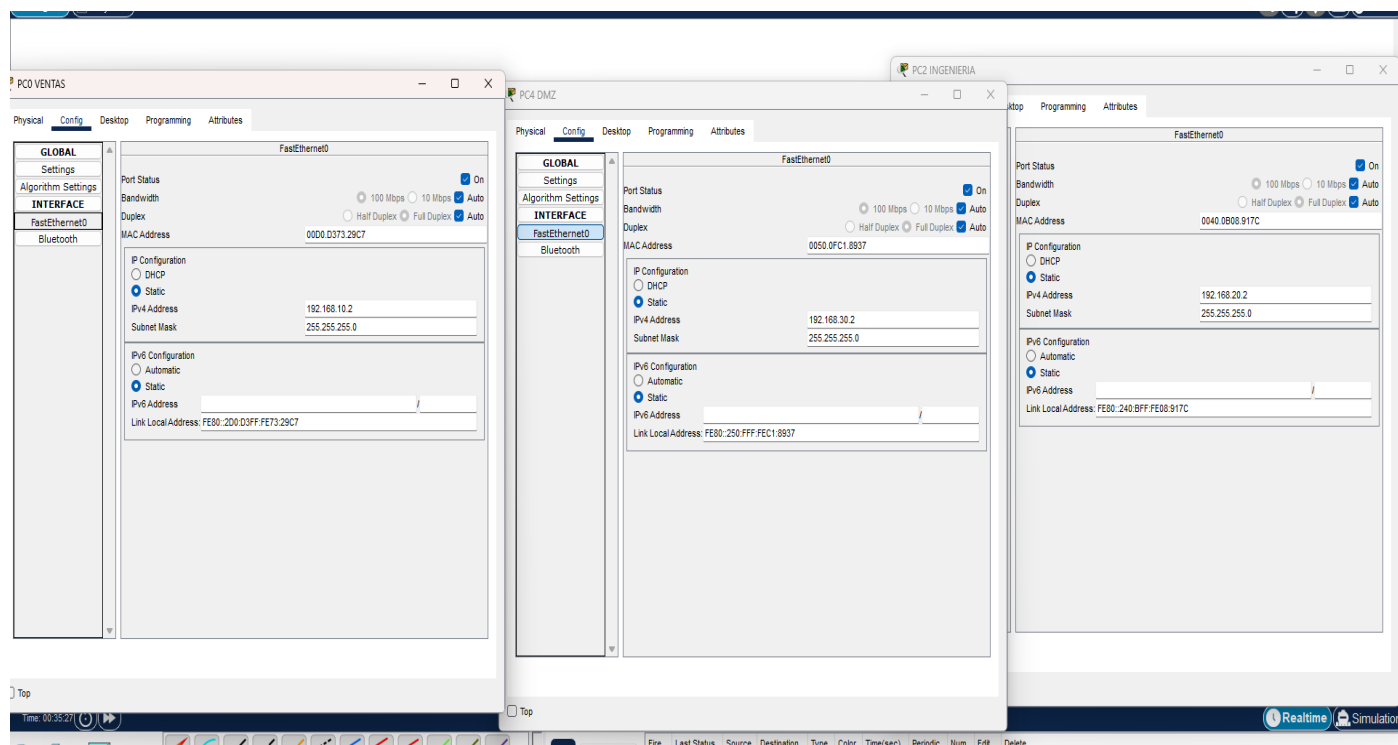 PC0 VENTAS
Physical Config Desktop Programming Attributes
GLOBAL
Settings
Algorithm Settings
INTERFACE
FastEthernet0
Bluetooth
FastEthernet0
Port Status On
Bandwidth 100 Mbps 10 Mbps Auto
Duplex Half Duplex Full Duplex Auto
MAC Address 00D0.D373.29C7
IP Configuration
DHCP
Static
IPv4 Address 192.168.10.2
Subnet Mask 255.255.255.0
IPv6 Configuration
Automatic
Static
IPv6 Address /
Link Local Address: FE80::2D0:D3FF:FE73:29C7
Top
PC4 DMZ
Physical Config Desktop Programming Attributes
GLOBAL
Settings
Algorithm Settings
INTERFACE
FastEthernet0
Bluetooth
FastEthernet0
Port Status On
Bandwidth 100 Mbps 10 Mbps Auto
Duplex Half Duplex Full Duplex Auto
MAC Address 0050.0FC1.8937
IP Configuration
DHCP
Static
IPv4 Address 192.168.30.2
Subnet Mask 255.255.255.0
IPv6 Configuration
Automatic
Static
IPv6 Address /
Link Local Address: FE80::250:FFF:FEC1:8937
Top
PC2 INGENIERIA
ktop Programming Attributes
FastEthernet0
Port Status On
Bandwidth 100 Mbps 10 Mbps Auto
Duplex Half Duplex Full Duplex Auto
MAC Address 0040.0B08.917C
IP Configuration
DHCP
Static
IPv4 Address 192.168.20.2
Subnet Mask 255.255.255.0
IPv6 Configuration
Automatic
Static
IPv6 Address /
Link Local Address: FE80::240:BFF:FE08:917C
Time: 00:35:27
Realtime Simulation
Fire Last Status Source Destination Type Color Time(sec) Periodic Num Edit Delete